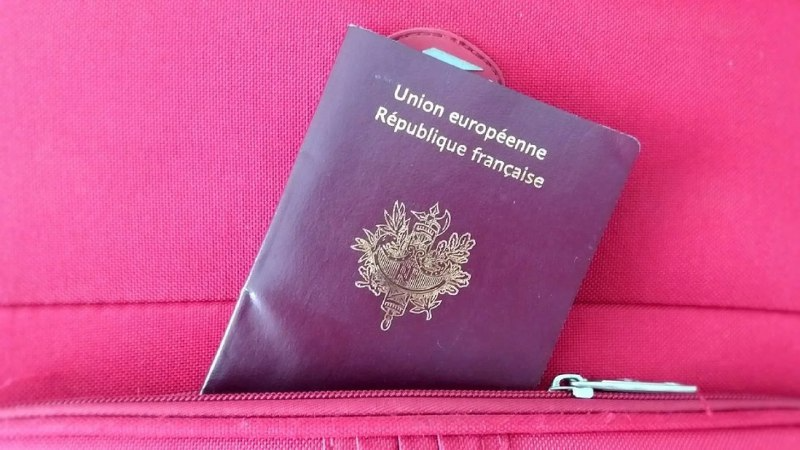 Union européenne
République française